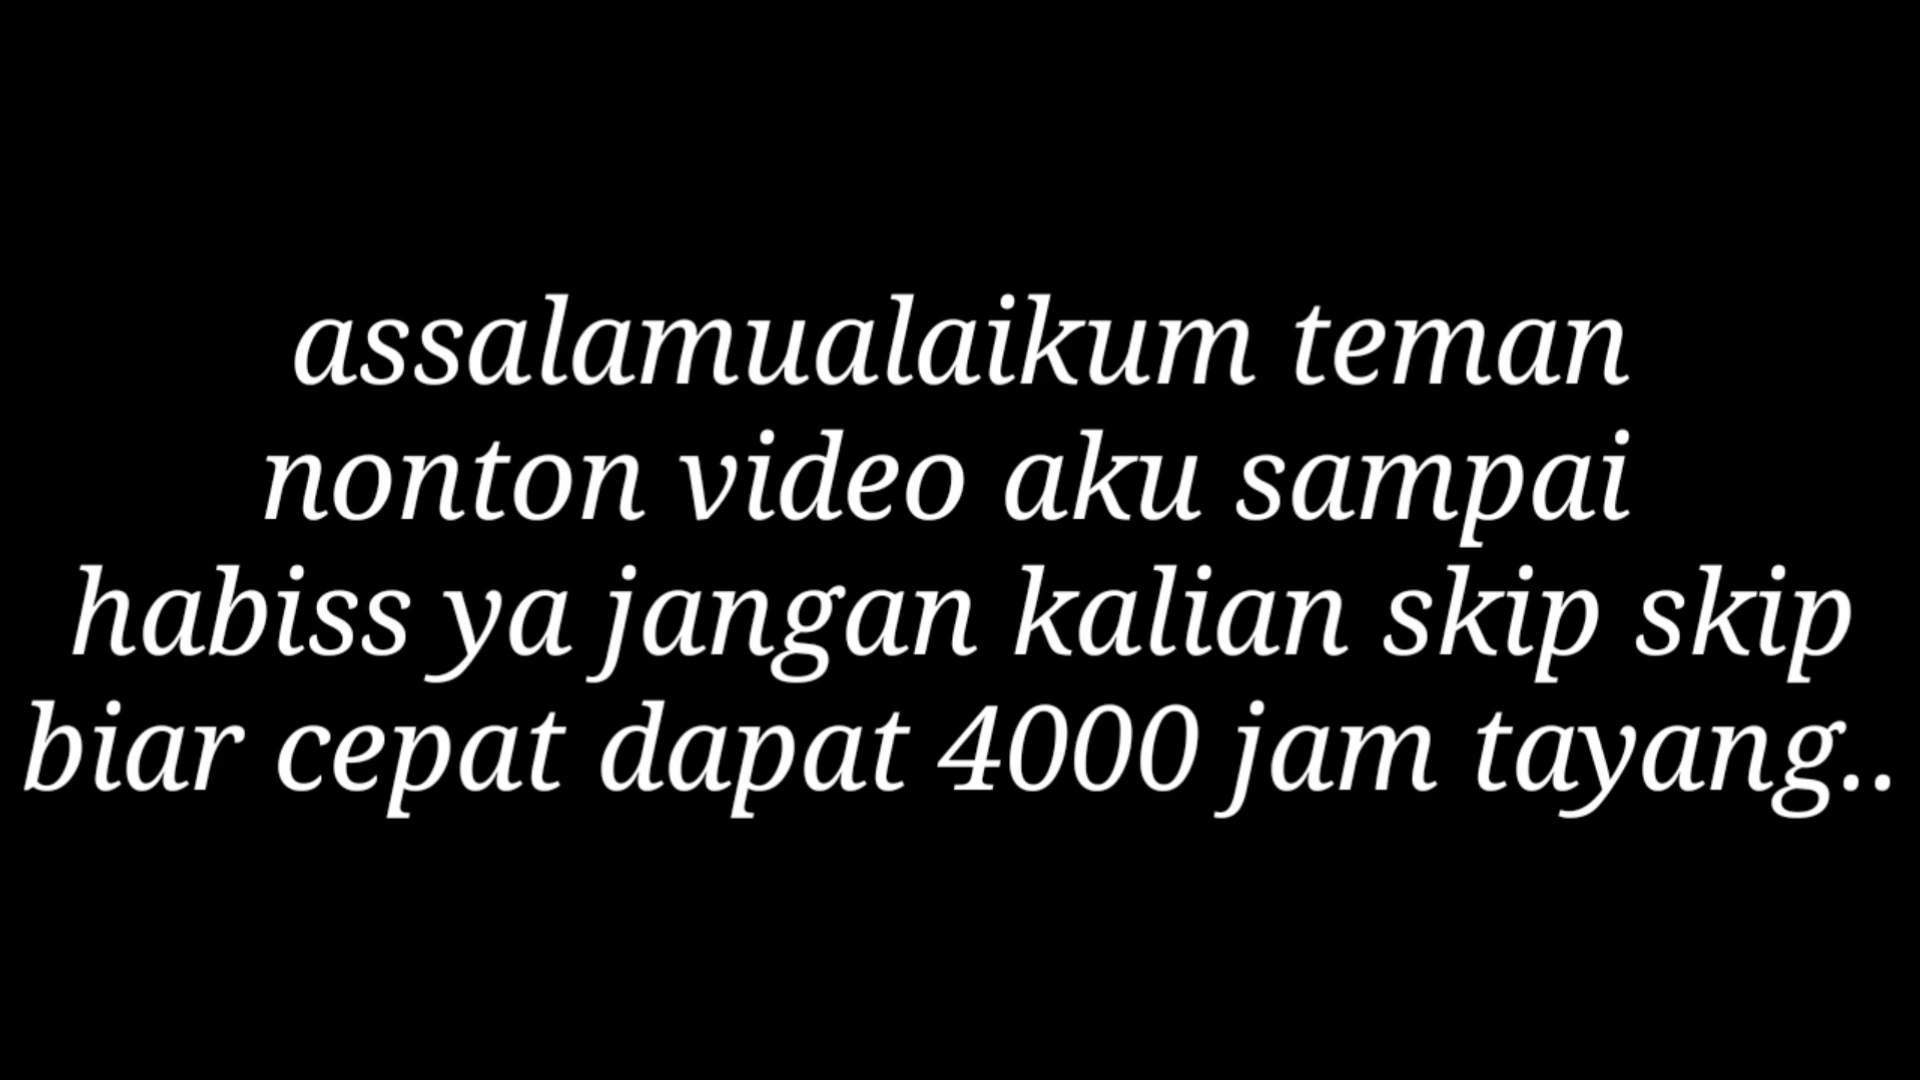 assalamualaikum teman
nonton video aku sampai
habiss ya jangan kalian skip skip
biar cepat dapat 4000 jam tayang..